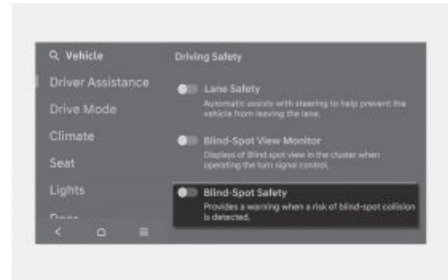 Vehicle
Driving Safety
Driver Assistance
Drive Mode
Climate
Seat
Lights
Lane Safety
Automatic assists with steering to help prevent the
vehicle from leaving the lane.
Blind-Spot View Monitor
Displays of Blind spot view in the cluster when
operating the turn signal control.
Blind-Spot Safety
Provides a warning when a risk of blind-spot collision
is detected.